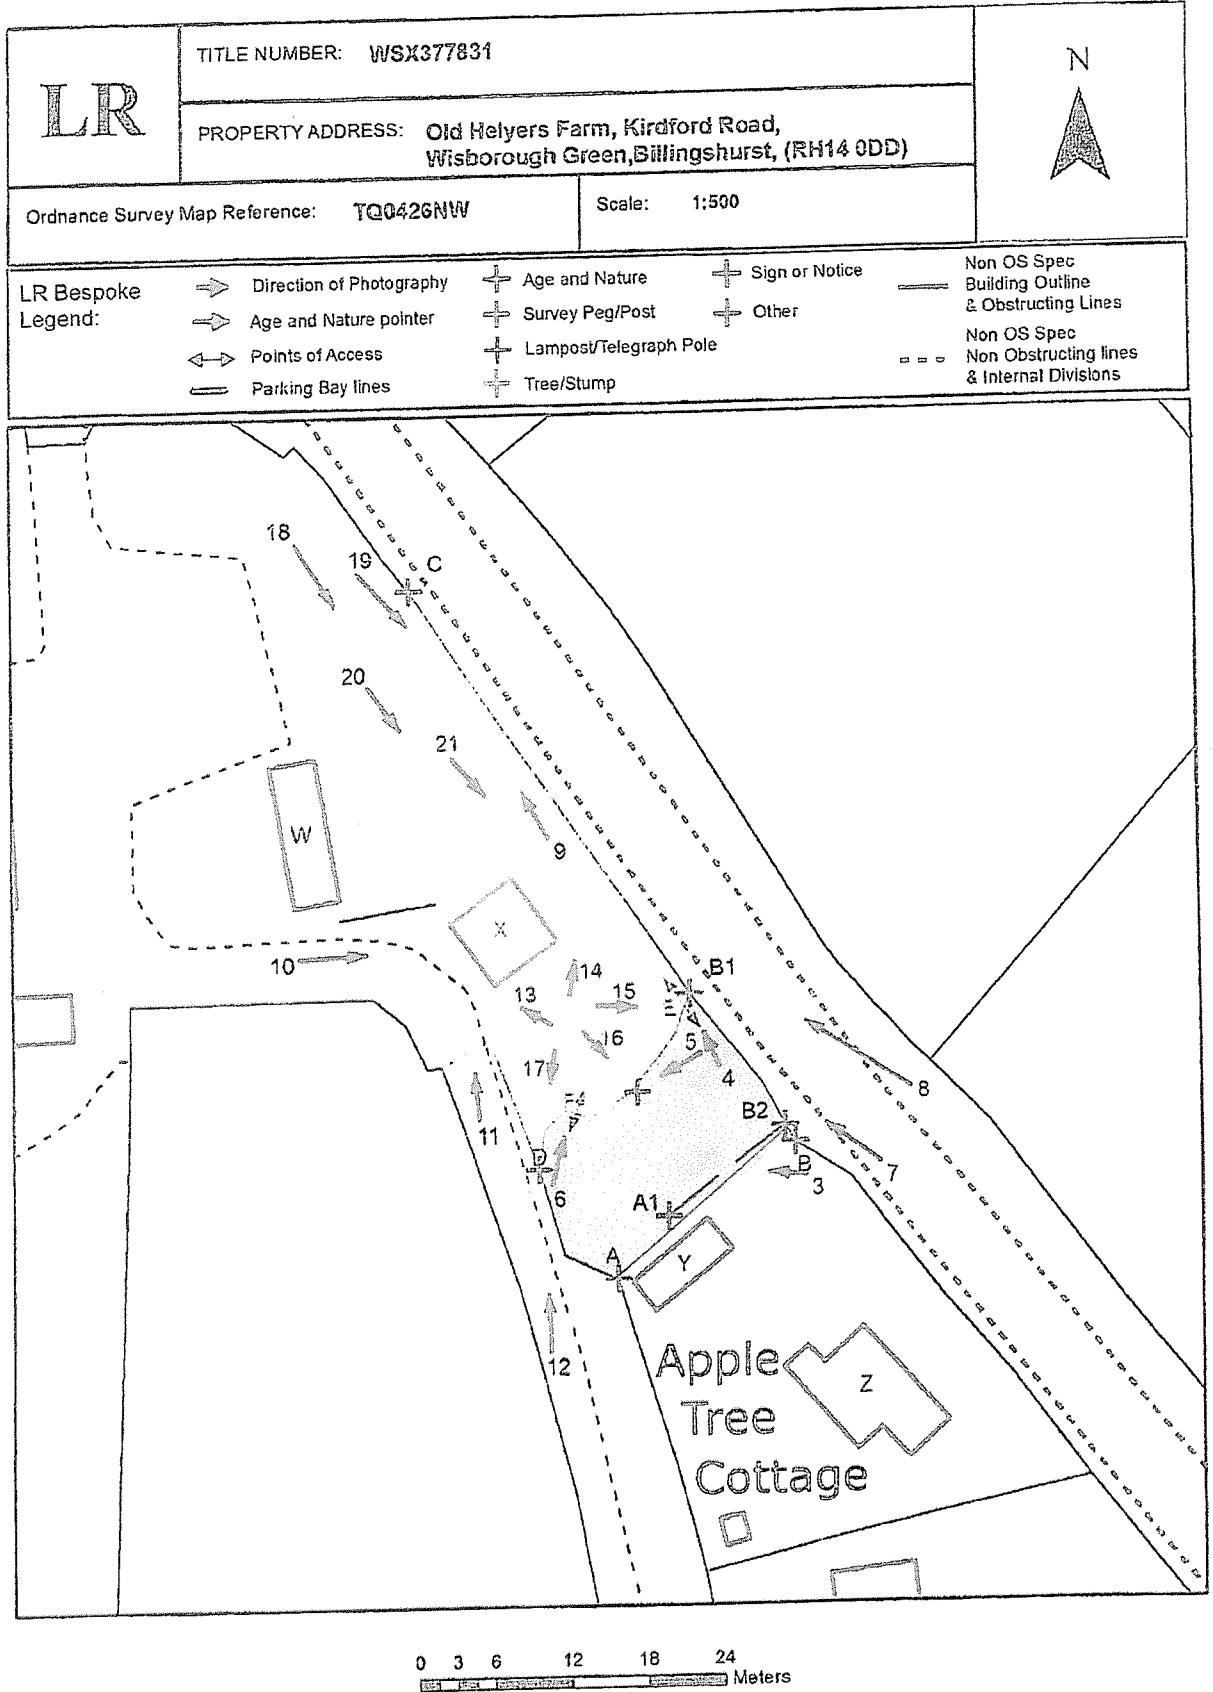 LR
TITLE NUMBER: WSX377831
PROPERTY ADDRESS: Old Helyers Farm, Kirdford Road,
Wisborough Green,Billingshurst, (RH14 0DD)
Ordnance Survey Map Reference: TQ0426NW
Scale: 1:500
N
LR Bespoke
Legend:
Direction of Photography
Age and Nature pointer
Points of Access
Parking Bay lines
Age and Nature
Survey Peg/Post
Lampost/Telegraph Pole
Tree/Stump
Sign or Notice
Other
Non OS Spec
Building Outline
& Obstructing Lines
Non OS Spec
Non Obstructing lines
& Internal Divisions
18
19
C
20
21
9
W
X
10
14
B1
13
15
16
5
17
4
8
B2
11
D
B
7
3
6
A1
A
Y
12
Apple
Tree
Cottage
Z
0 3 6 12 18 24
Meters